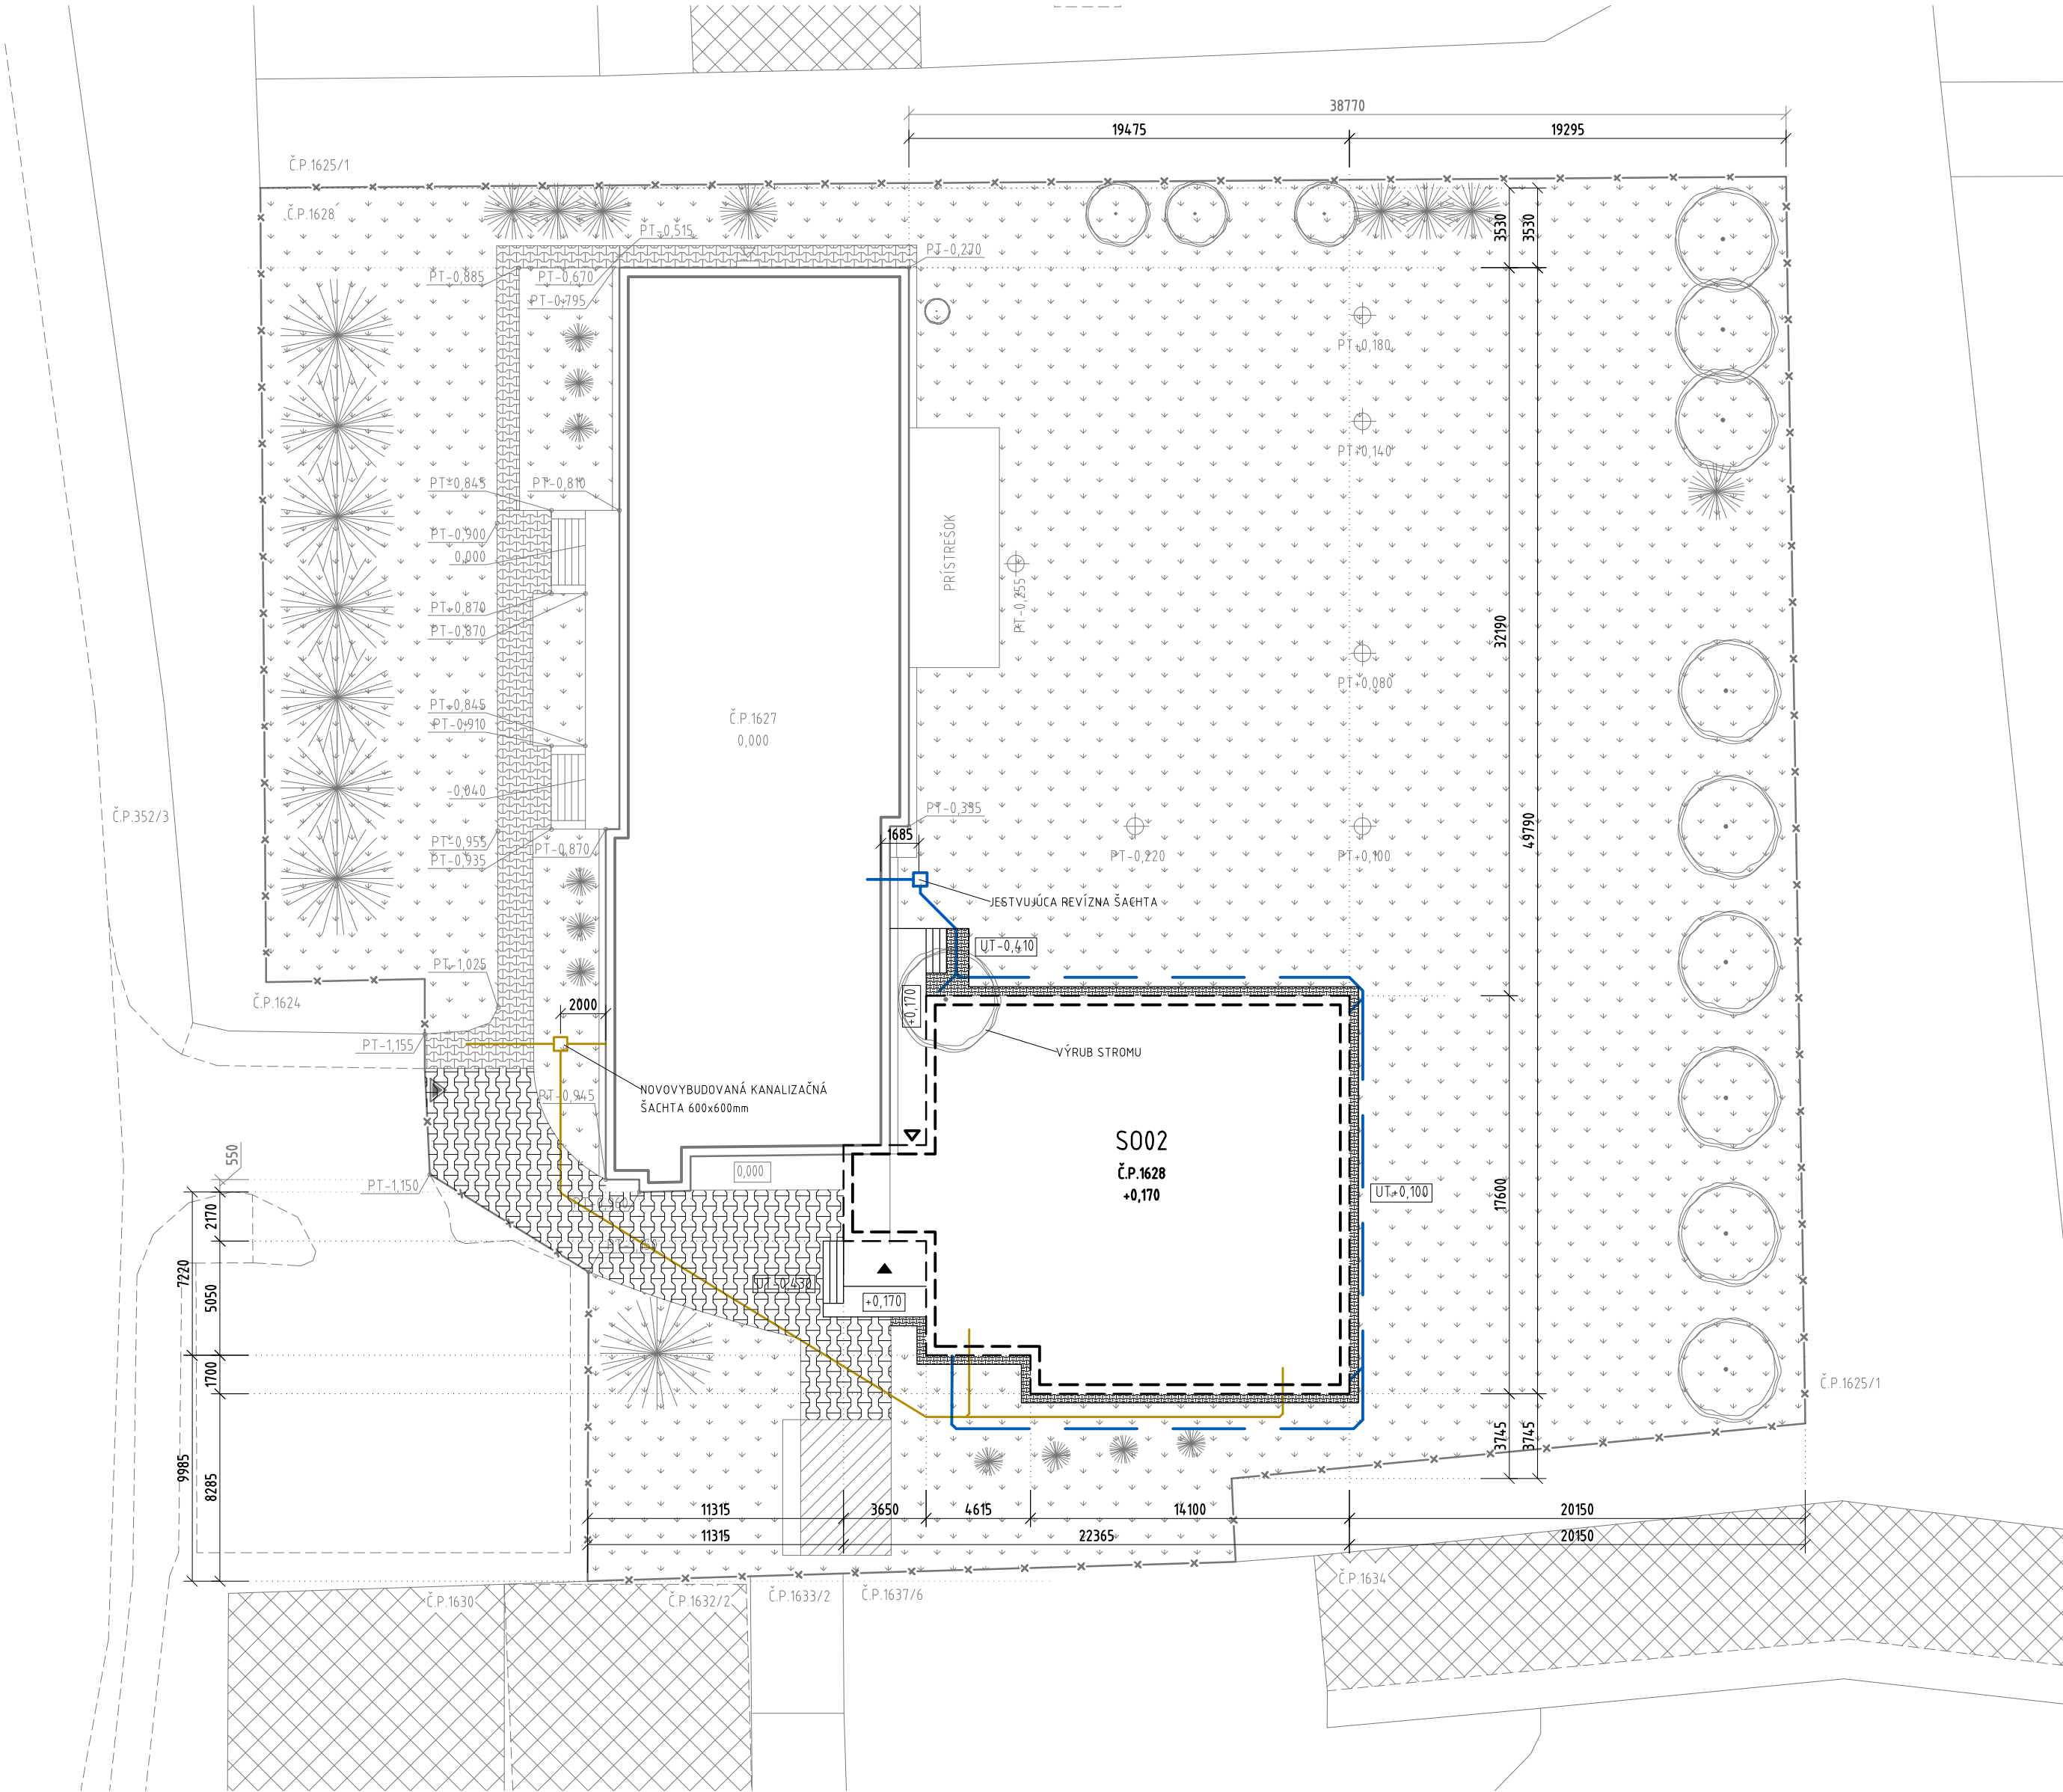 38770
19475
19295
Č.P.1625/1
Č.P.1628
3530
3530
PT-0,515
PT-0,270
PT-0,885
PT-0,670
PT-0,795
PT+0,180
PT+0,140
PT-0,845
PT-0,810
PT-0,900
0,000
PRÍSTREŠOK
PT-0,255
PT-0,870
PT-0,870
32190
PT+0,080
PT-0,845
PT-0,910
Č.P.1627
0,000
-0,040
Č.P.352/3
PT-0,335
1685
49790
PT-0,955
PT-0,935
PT-0,870
PT-0,220
PT+0,100
JESTVUJÚCA REVÍZNA ŠACHTA
UT-0,410
PT-1,025
Č.P.1624
2000
+0,170
PT-1,155
VÝRUB STROMU
NOVOVYBUDOVANÁ KANALIZAČNÁ
ŠACHTA 600x600mm
PT-0,945
SO02
Č.P.1628
+0,170
550
0,000
PT-1,150
UT+0,100
17600
2170
7220
5050
UT-0,430
+0,170
1700
Č.P.1625/1
3745
3745
9985
8285
11315
3650
4615
14100
20150
11315
22365
20150
Č.P.1630
Č.P.1632/2
Č.P.1633/2
Č.P.1637/6
Č.P.1634